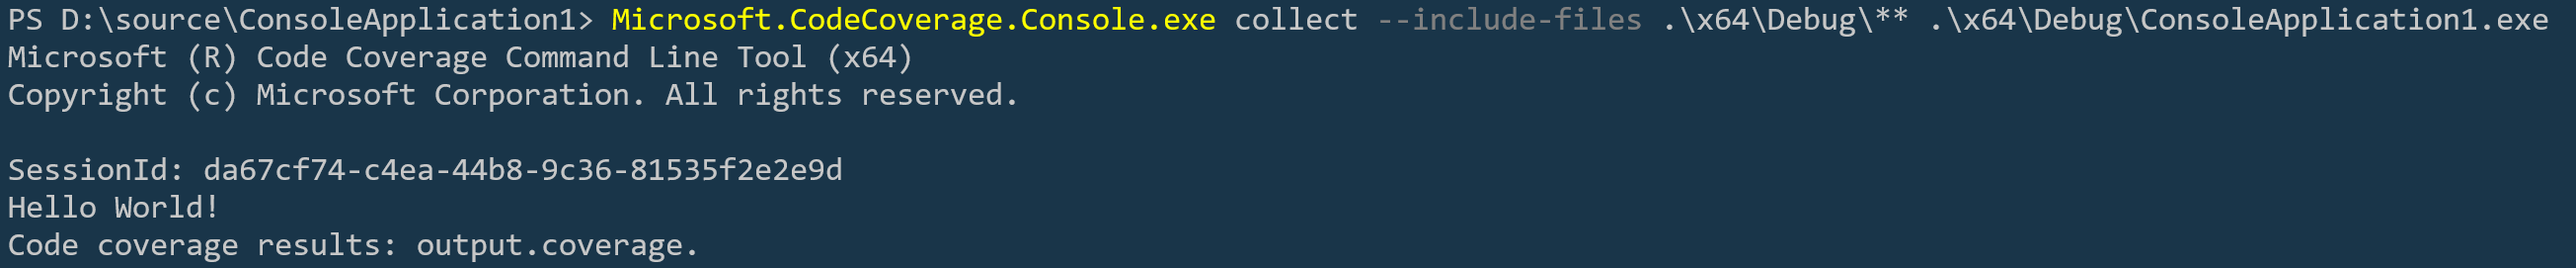 PS D:\source\ConsoleApplication1> Microsoft.CodeCoverage.Console.exe collect --include-files .\x64\Debug\** .\x64\Debug\ConsoleApplication1.exe
Microsoft (R) Code Coverage Command Line Tool (x64)
Copyright (c) Microsoft Corporation. All rights reserved.

SessionId: da67cf74-c4ea-44b8-9c36-81535f2e2e9d
Hello World!
Code coverage results: output.coverage.